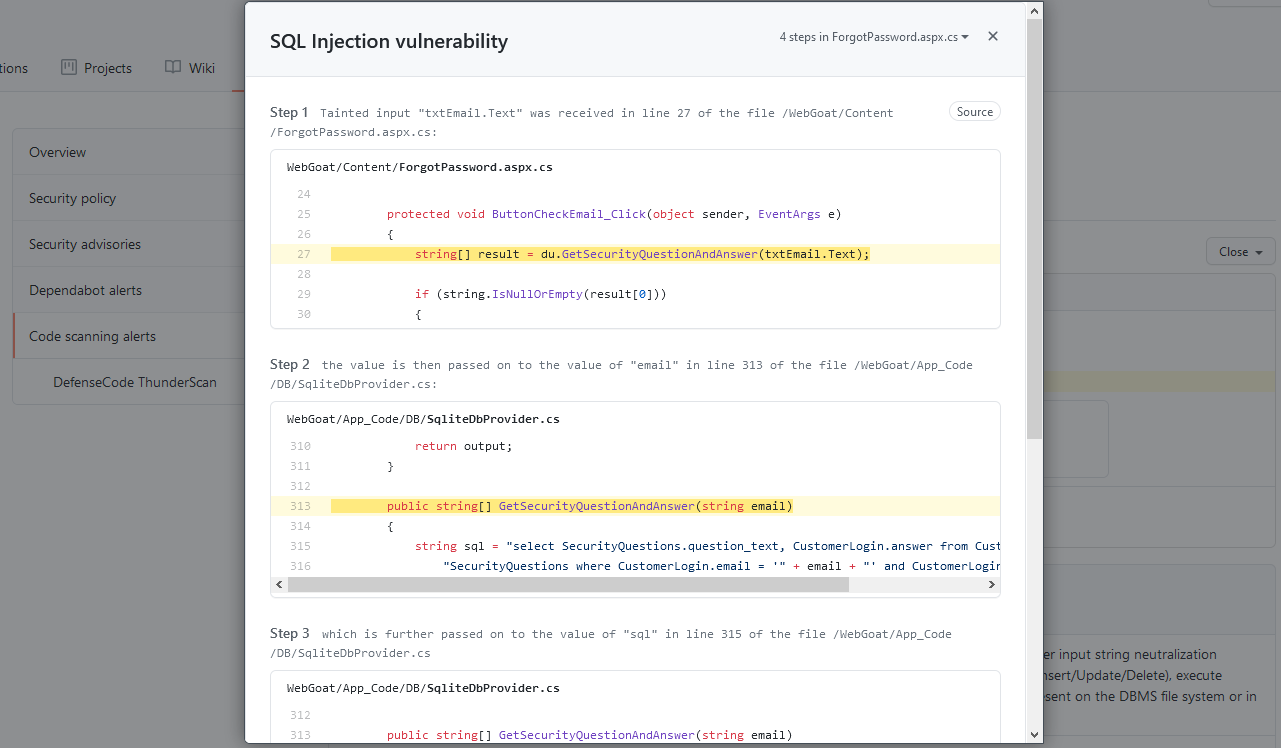 SQL Injection vulnerability
4 steps in ForgotPassword.aspx.cs
tions Projects Wiki
Overview
Security policy
Security advisories
Dependabot alerts
Code scanning alerts
DefenseCode ThunderScan
Step 1 Tainted input "txtEmail.Text" was received in line 27 of the file /WebGoat/Content
/ForgotPassword.aspx.cs:
Source
WebGoat/Content/ForgotPassword.aspx.cs
24
25 protected void ButtonCheckEmail_Click(object sender, EventArgs e)
26 {
27 string[] result = du.GetSecurityQuestionAndAnswer(txtEmail.Text);
28
29 if (string.IsNullOrEmpty(result[0]))
30 {
Close
Step 2 the value is then passed on to the value of "email" in line 313 of the file /WebGoat/App_Code
/DB/SqliteDbProvider.cs:
WebGoat/App_Code/DB/SqliteDbProvider.cs
310 return output;
311 }
312
313 public string[] GetSecurityQuestionAndAnswer(string email)
314 {
315 string sql = "select SecurityQuestions.question_text, CustomerLogin.answer from Cust
316 "SecurityQuestions where CustomerLogin.email = '" + email + "' and CustomerLogin
Step 3 which is further passed on to the value of "sql" in line 315 of the file /WebGoat/App_Code
/DB/SqliteDbProvider.cs
WebGoat/App_Code/DB/SqliteDbProvider.cs
312
313 public string[] GetSecurityQuestionAndAnswer(string email)
er input string neutralization
nsert/Update/Delete), execute
esent on the DBMS file system or in